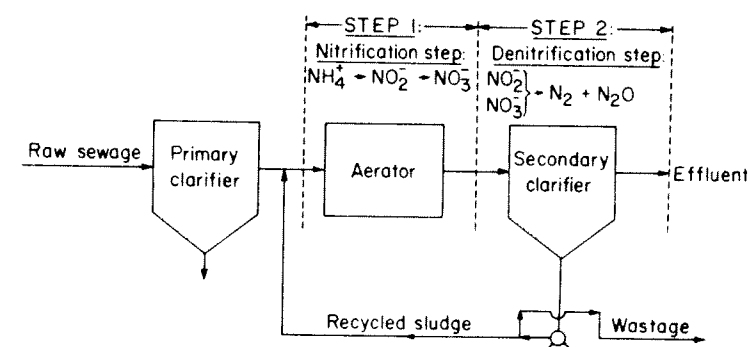 STEP 1:
Nitrification step:
NH₄⁺ → NO₂⁻ → NO₃⁻
STEP 2:
Denitrification step:
NO₂⁻
NO₃⁻ } → N₂ + N₂O
Raw sewage
Primary
clarifier
Aerator
Secondary
clarifier
Effluent
Recycled sludge
Wastage